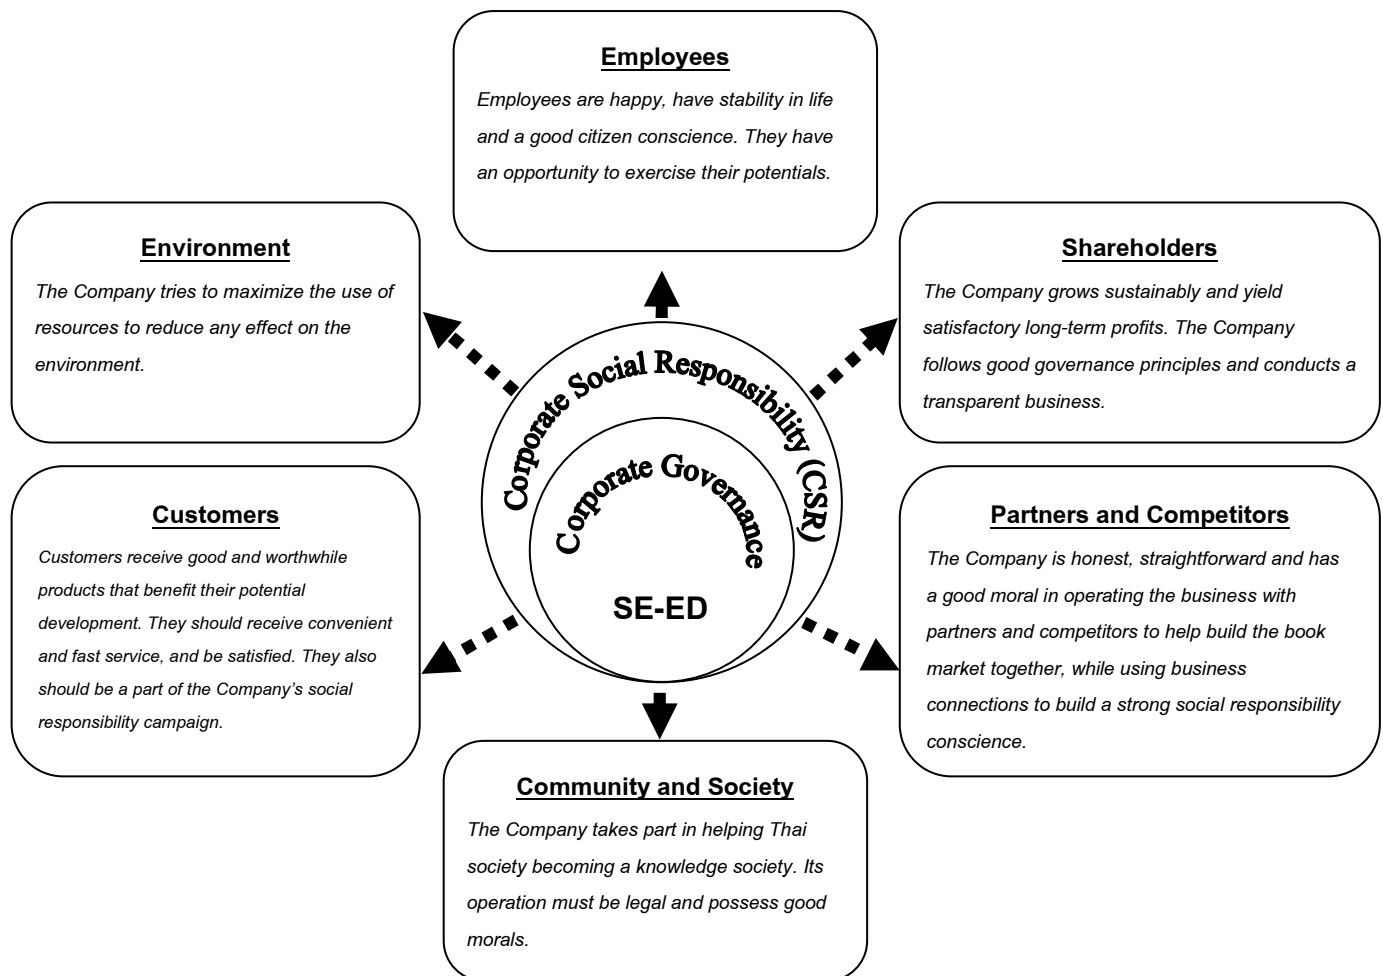 Employees
Employees are happy, have stability in life
and a good citizen conscience. They have
an opportunity to exercise their potentials.
Environment
The Company tries to maximize the use of
resources to reduce any effect on the
environment.
Shareholders
The Company grows sustainably and yield
satisfactory long-term profits. The Company
follows good governance principles and conducts a
transparent business.
Corporate Social Responsibility (CSR)
Corporate Governance
SE-ED
Customers
Customers receive good and worthwhile
products that benefit their potential
development. They should receive convenient
and fast service, and be satisfied. They also
should be a part of the Company’s social
responsibility campaign.
Partners and Competitors
The Company is honest, straightforward and has
a good moral in operating the business with
partners and competitors to help build the book
market together, while using business
connections to build a strong social responsibility
conscience.
Community and Society
The Company takes part in helping Thai
society becoming a knowledge society. Its
operation must be legal and possess good
morals.